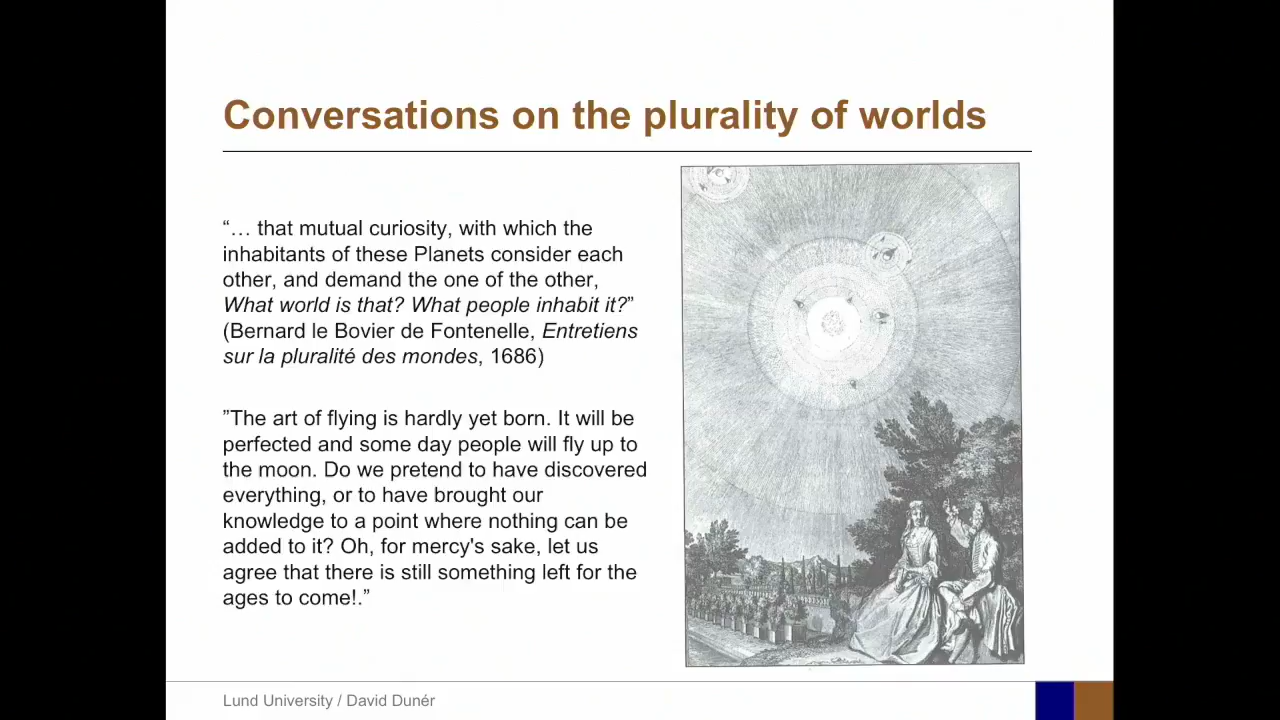 Conversations on the plurality of worlds
“… that mutual curiosity, with which the
inhabitants of these Planets consider each
other, and demand the one of the other,
What world is that? What people inhabit it?”
(Bernard le Bovier de Fontenelle, Entretiens
sur la pluralité des mondes, 1686)
”The art of flying is hardly yet born. It will be
perfected and some day people will fly up to
the moon. Do we pretend to have discovered
everything, or to have brought our
knowledge to a point where nothing can be
added to it? Oh, for mercy's sake, let us
agree that there is still something left for the
ages to come!.”
Lund University / David Dunér